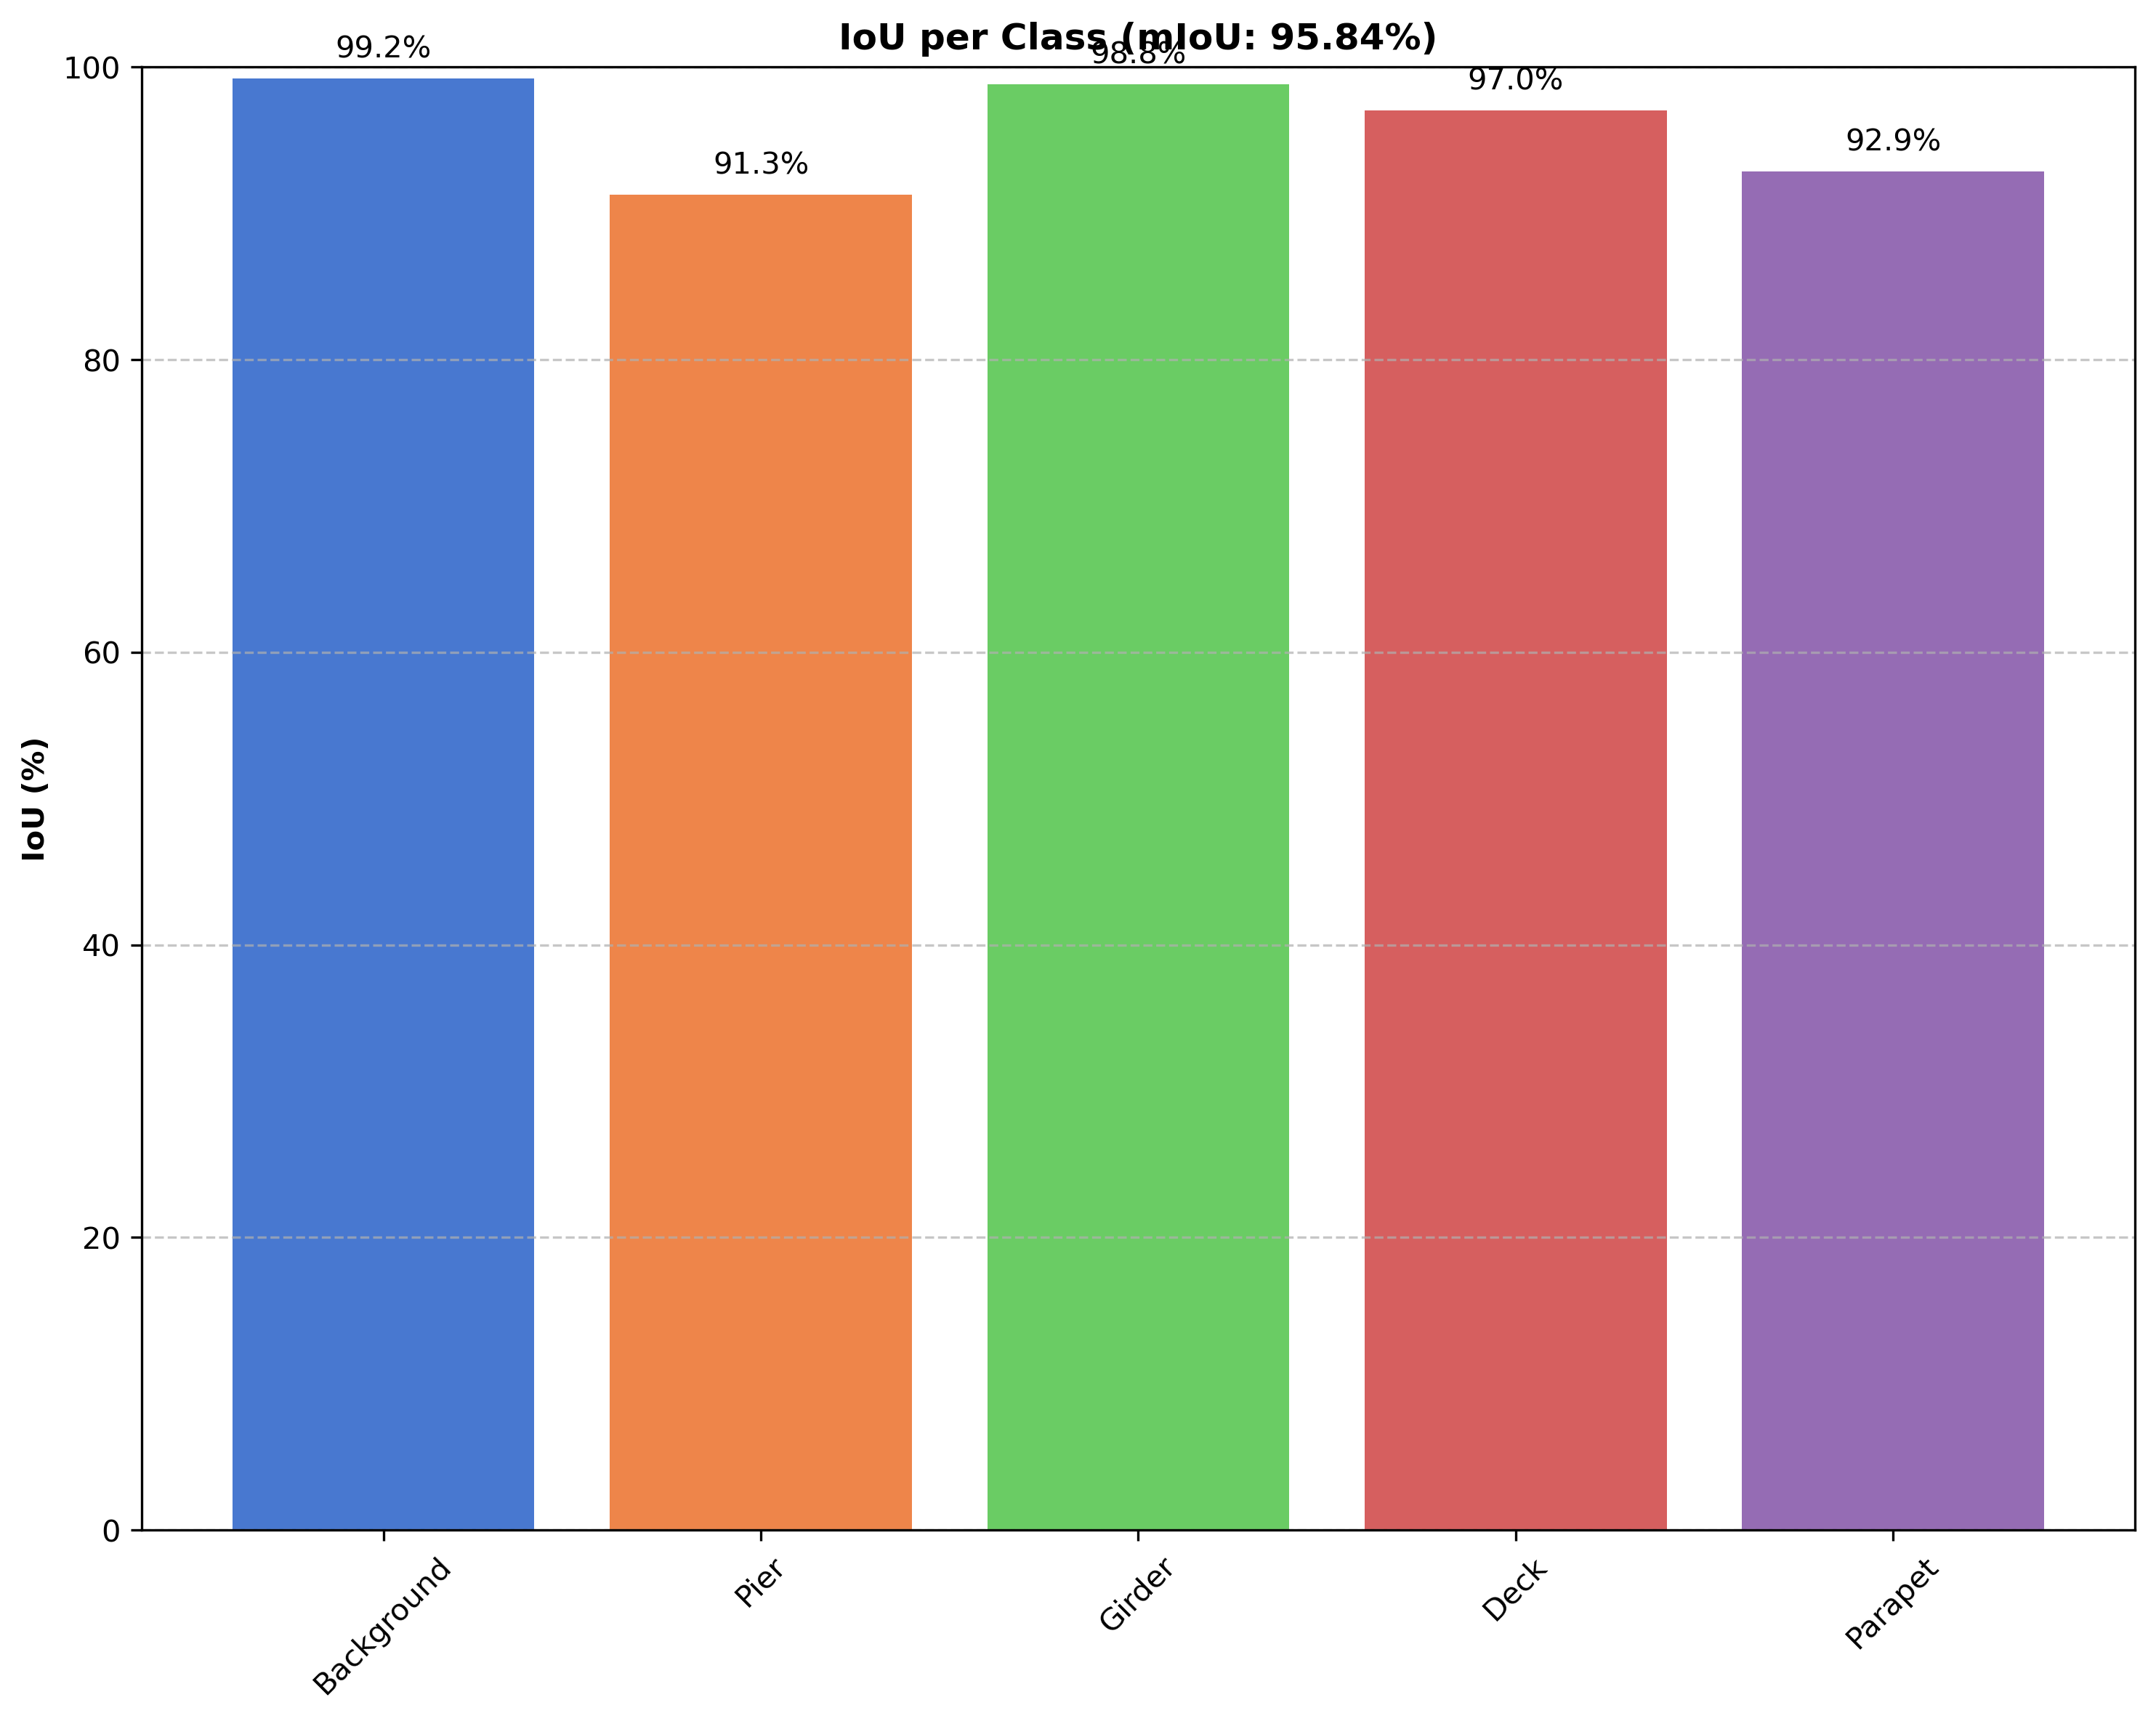 IoU per Class (mIoU: 95.84%)
99.2%
91.3%
98.8%
97.0%
92.9%
IoU (%)
100
80
60
40
20
0
Background
Pier
Girder
Deck
Parapet